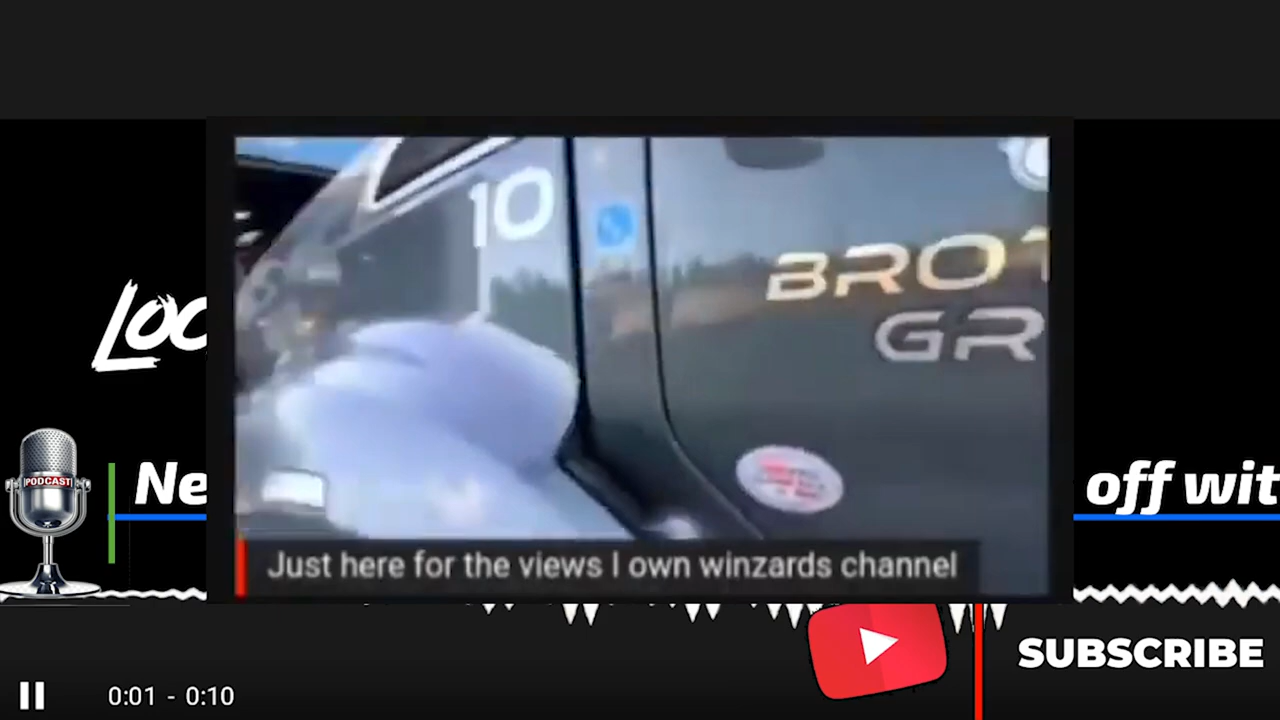 10
BROT
GR
Loc
PODCAST
Ne
off wit
Just here for the views I own winzards channel
SUBSCRIBE
0:01 - 0:10